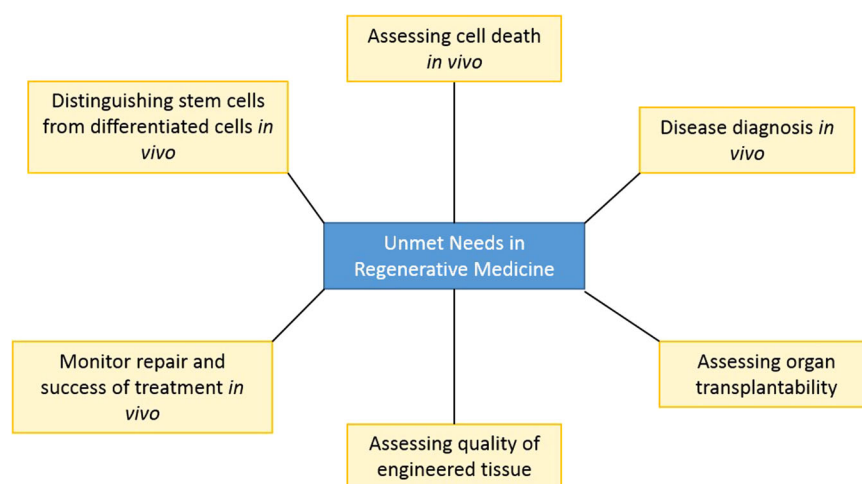 Assessing cell death
in vivo
Distinguishing stem cells
from differentiated cells in
vivo
Disease diagnosis in
vivo
Unmet Needs in
Regenerative Medicine
Monitor repair and
success of treatment in
vivo
Assessing organ
transplantability
Assessing quality of
engineered tissue